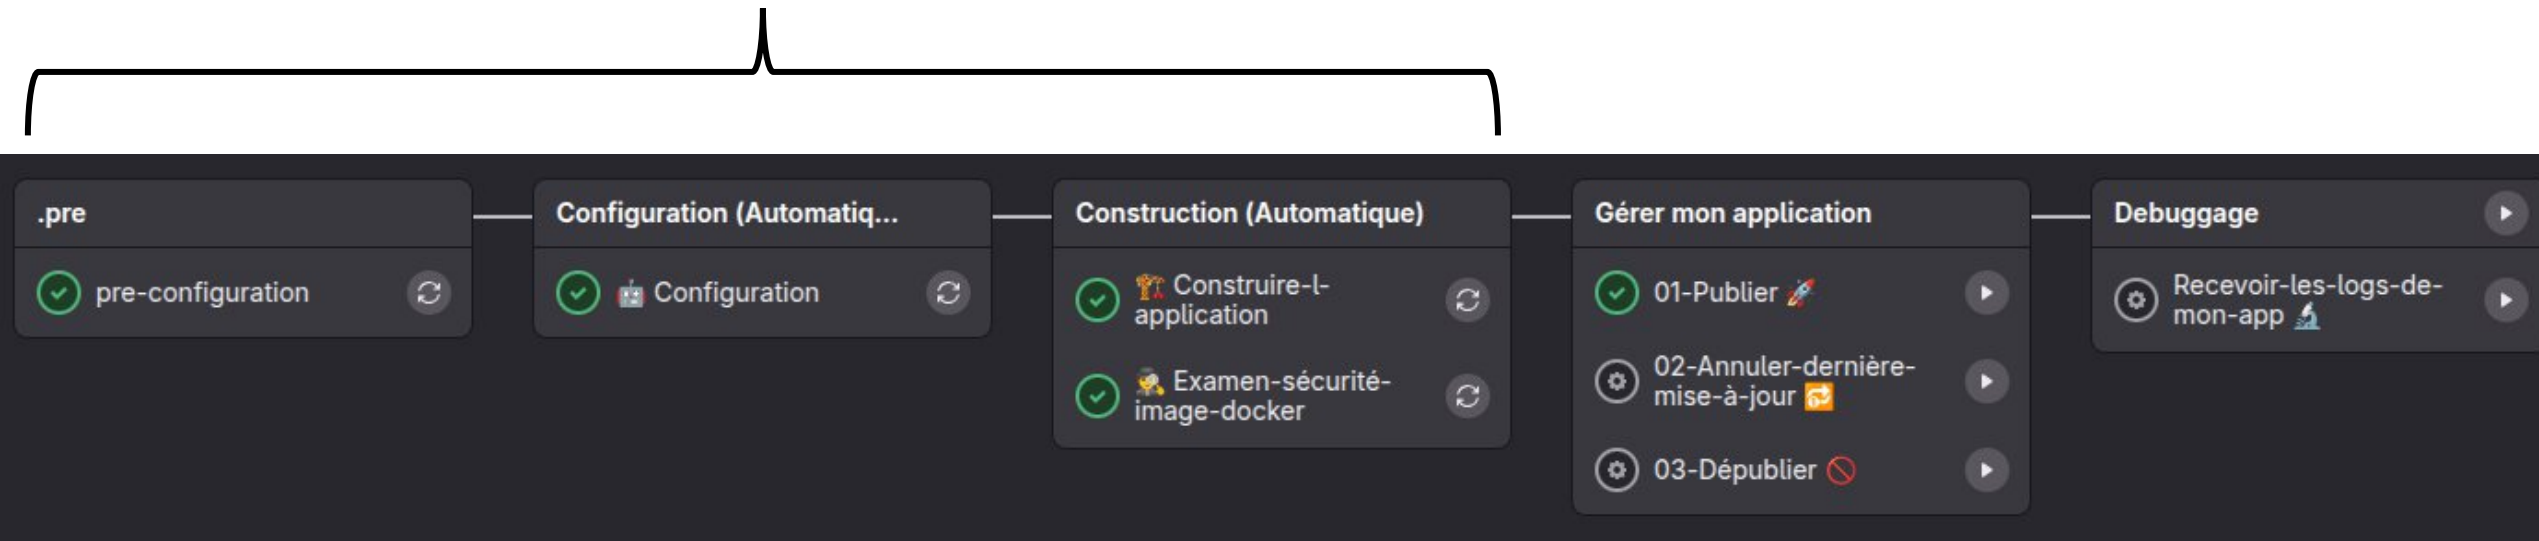 .pre
pre-configuration
Configuration (Automatiq...
🤖 Configuration
Construction (Automatique)
🏗️ Construire-l-
application
🕵️ Examen-sécurité-
image-docker
Gérer mon application
01-Publier 🚀
02-Annuler-dernière-
mise-à-jour 🔂
03-Dépublier 🚫
Debuggage
Recevoir-les-logs-de-
mon-app 🔬